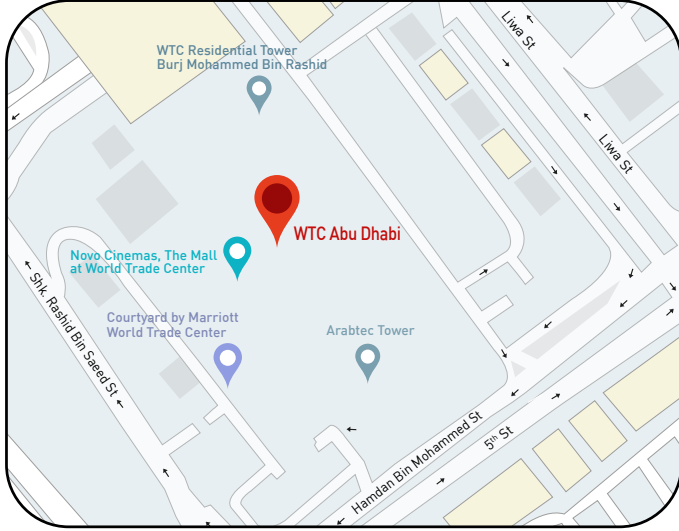 Liwa St
WTC Residential Tower
Burj Mohammed Bin Rashid
Liwa St
WTC Abu Dhabi
Novo Cinemas, The Mall
at World Trade Center
Shk. Rashid Bin Saeed St
Courtyard by Marriott
World Trade Center
Arabtec Tower
Hamdan Bin Mohammed St
5th St